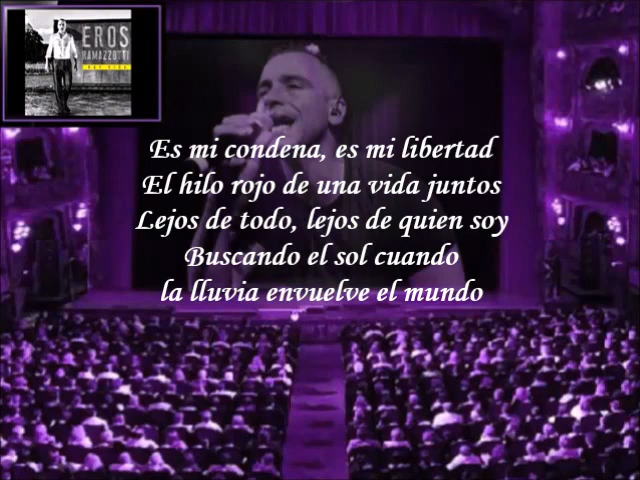 EROS
RAMAZZOTTI
Es mi condena, es mi libertad
El hilo rojo de una vida juntos
Lejos de todo, lejos de quien soy
Buscando el sol cuando
la lluvia envuelve el mundo